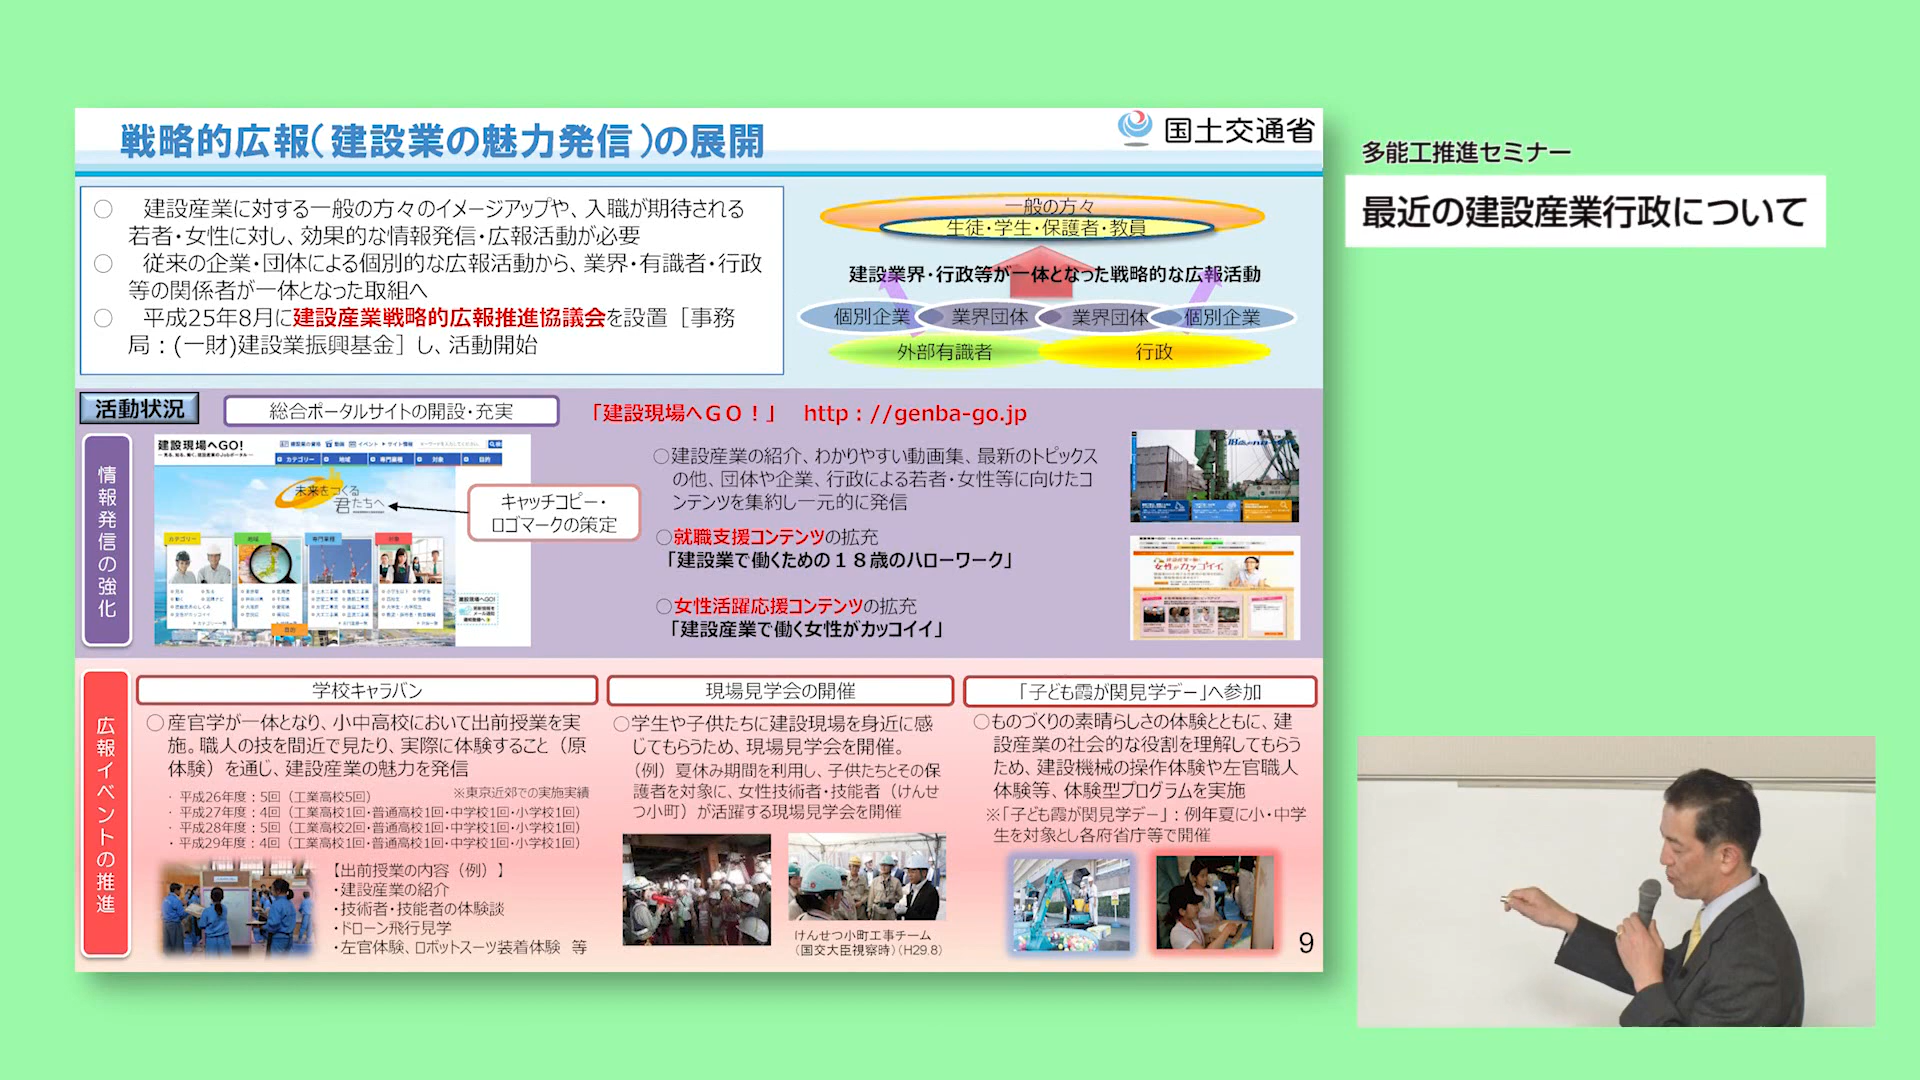 戦略的広報(建設業の魅力発信)の展開
国土交通省
多能工推進セミナー
最近の建設産業行政について
○ 建設産業に対する一般の方々のイメージアップや、入職が期待される
若者・女性に対し、効果的な情報発信・広報活動が必要
○ 従来の企業・団体による個別的な広報活動から、業界・有識者・行政
等の関係者が一体となった取組へ
○ 平成25年8月に建設産業戦略的広報推進協議会を設置［事務
局：(一財)建設業振興基金］し、活動開始
一般の方々
生徒・学生・保護者・教員
建設業界・行政等が一体となった戦略的な広報活動
個別企業 業界団体 業界団体 個別企業
外部有識者 行政
活動状況
総合ポータルサイトの開設・充実
「建設現場へGO！」 http：//genba-go.jp
情報発信の強化
建設現場へGO!
カテゴリー 地域 専門業種 対象 目的
未来をつくる
君たちへ
キャッチコピー・
ロゴマークの策定
○建設産業の紹介、わかりやすい動画集、最新のトピックス
の他、団体や企業、行政による若者・女性等に向けたコ
ンテンツを集約し一元的に発信
○就職支援コンテンツの拡充
「建設業で働くための１８歳のハローワーク」
○女性活躍応援コンテンツの拡充
「建設産業で働く女性がカッコイイ」
広報イベントの推進
学校キャラバン
○産官学が一体となり、小中高校において出前授業を実
施。職人の技を間近で見たり、実際に体験すること（原
体験）を通じ、建設産業の魅力を発信
・平成26年度：5回（工業高校5回） ※東京近郊での実施実績
・平成27年度：4回（工業高校1回・普通高校1回・中学校1回・小学校1回）
・平成28年度：5回（工業高校2回・普通高校1回・中学校1回・小学校1回）
・平成29年度：4回（工業高校1回・普通高校1回・中学校1回・小学校1回）
【出前授業の内容（例）】
・建設産業の紹介
・技術者・技能者の体験談
・ドローン飛行見学
・左官体験、ロボットスーツ装着体験 等
現場見学会の開催
○学生や子供たちに建設現場を身近に感
じてもらうため、現場見学会を開催。
（例）夏休み期間を利用し、子供たちとその保
護者を対象に、女性技術者・技能者（けんせ
つ小町）が活躍する現場見学会を開催
けんせつ小町工事チーム
（国交大臣視察時）（H29.8）
「子ども霞が関見学デー」へ参加
○ものづくりの素晴らしさの体験とともに、建
設産業の社会的な役割を理解してもらう
ため、建設機械の操作体験や左官職人
体験等、体験型プログラムを実施
※「子ども霞が関見学デー」：例年夏に小・中学
生を対象とし各府省庁等で開催
9